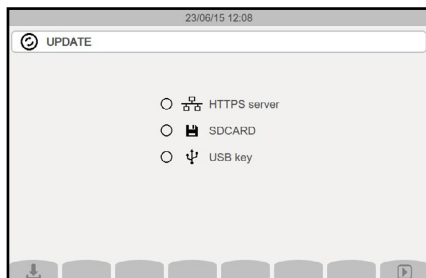 23/06/15 12:08
UPDATE
HTTPS server
SDCARD
USB key